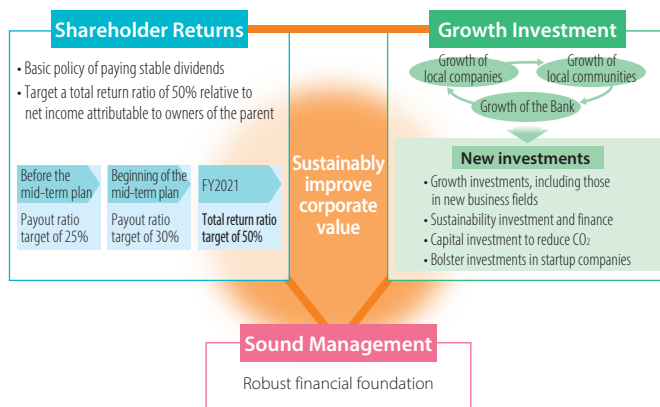 Shareholder Returns
• Basic policy of paying stable dividends
• Target a total return ratio of 50% relative to
net income attributable to owners of the parent
Before the
mid-term plan
Payout ratio
target of 25%
Beginning of the
mid-term plan
Payout ratio
target of 30%
FY2021
Total return ratio
target of 50%
Sustainably
improve
corporate
value
Growth Investment
Growth of
local companies
Growth of
local communities
Growth of the Bank
New investments
• Growth investments, including those
in new business fields
• Sustainability investment and finance
• Capital investment to reduce CO₂
• Bolster investments in startup companies
Sound Management
Robust financial foundation